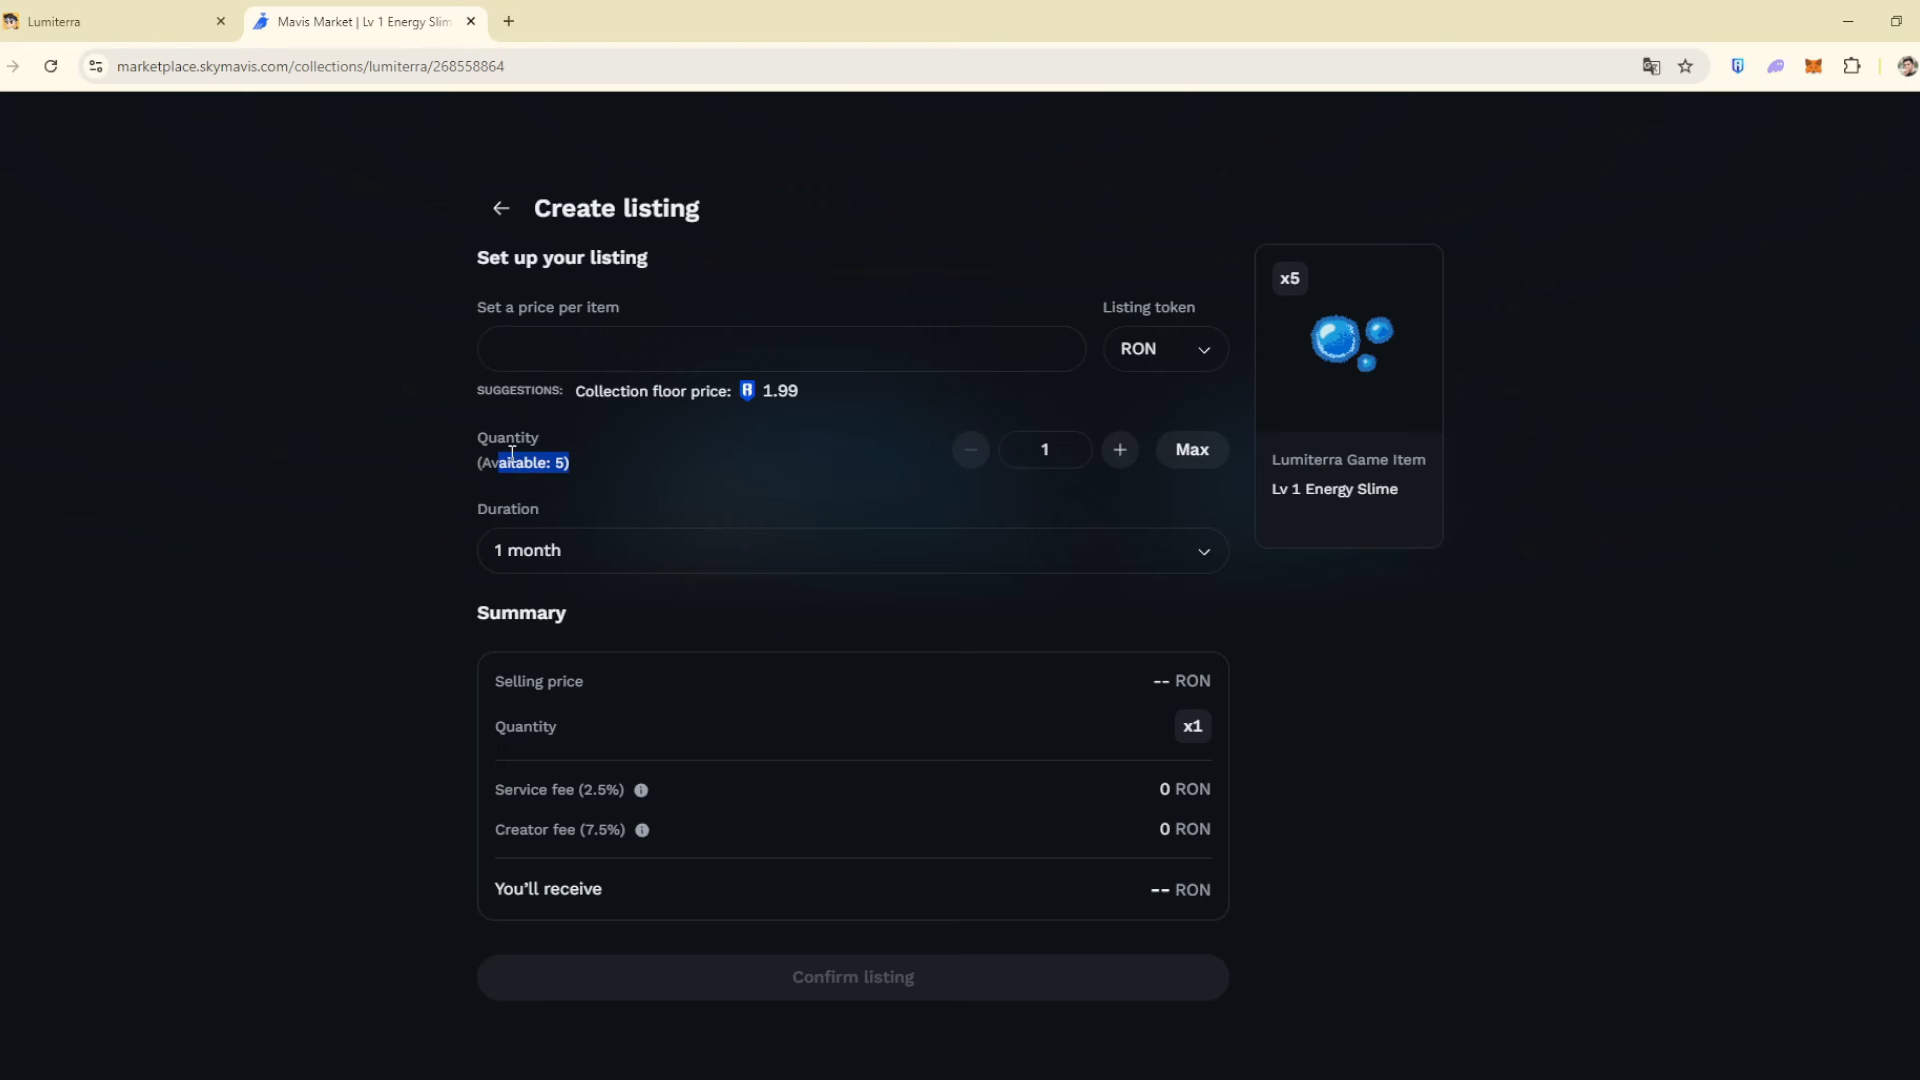 Lumiterra
Mavis Market | Lv 1 Energy Slim
marketplace.skymavis.com/collections/lumiterra/268558864
Create listing
Set up your listing
Set a price per item
Listing token
RON
SUGGESTIONS: Collection floor price: 1.99
Quantity
(Available: 5)
1
Max
Duration
1 month
x5
Lumiterra Game Item
Lv 1 Energy Slime
Summary
Selling price -- RON
Quantity x1
Service fee (2.5%) 0 RON
Creator fee (7.5%) 0 RON
You'll receive -- RON
Confirm listing